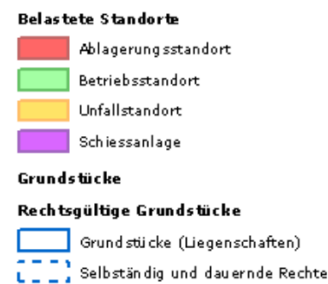 Belastete Standorte
Ablagerungsstandort
Betriebsstandort
Unfallstandort
Schiessanlage
Grundstücke
Rechtsgültige Grundstücke
Grundstücke (Liegenschaften)
Selbständig und dauernde Rechte